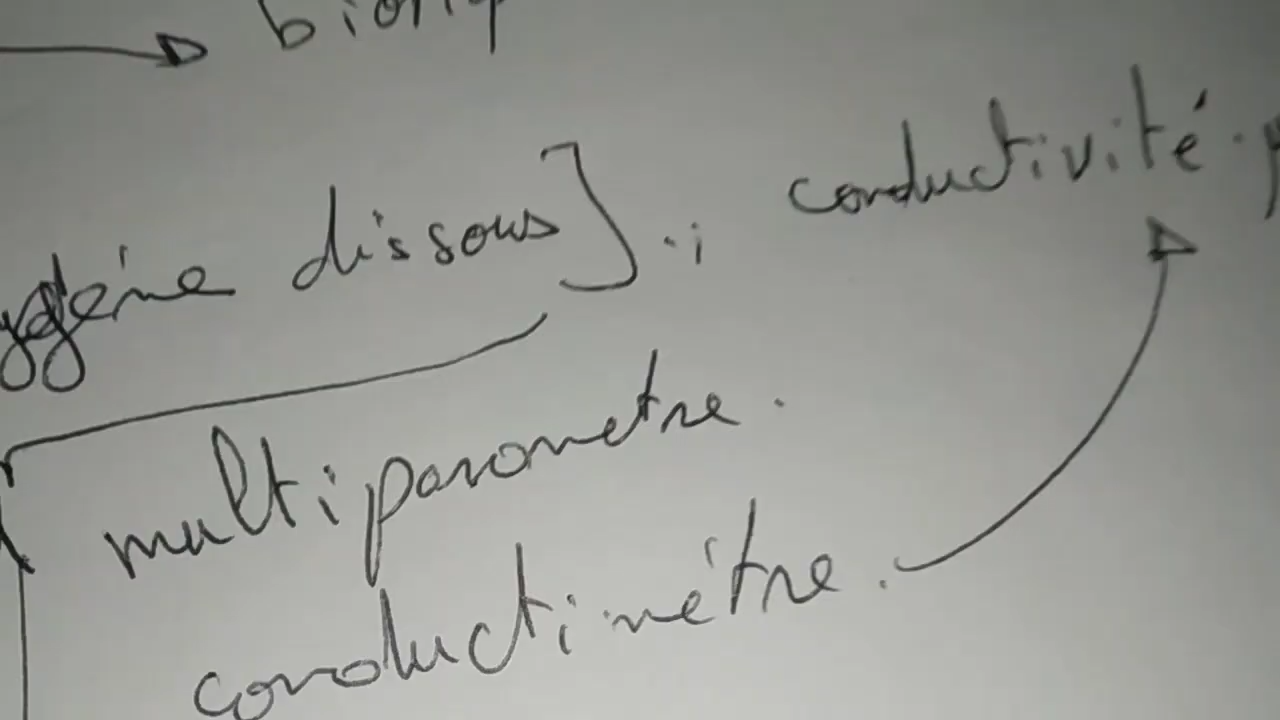 dissous] . ; conductivité .
multiparametre .
conductimètre .